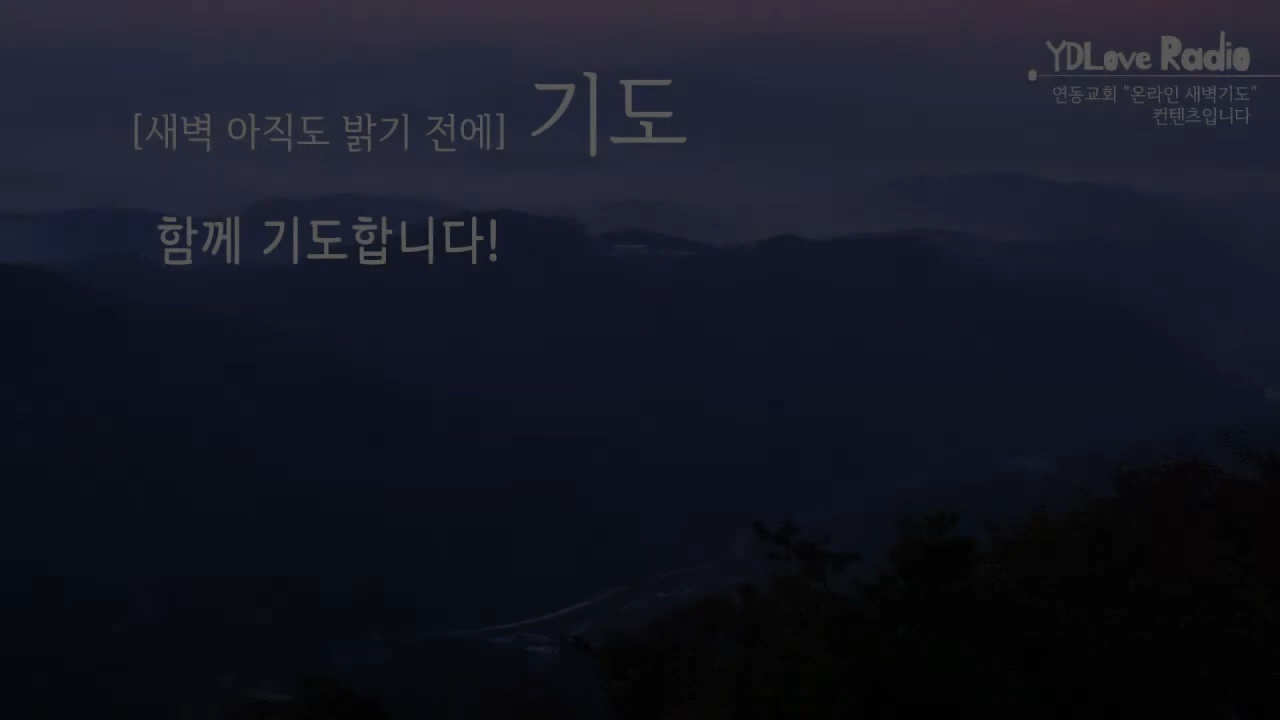 [새벽 아직도 밝기 전에] 기도
함께 기도합니다!
YDLove Radio
연동교회 "온라인 새벽기도"
컨텐츠입니다